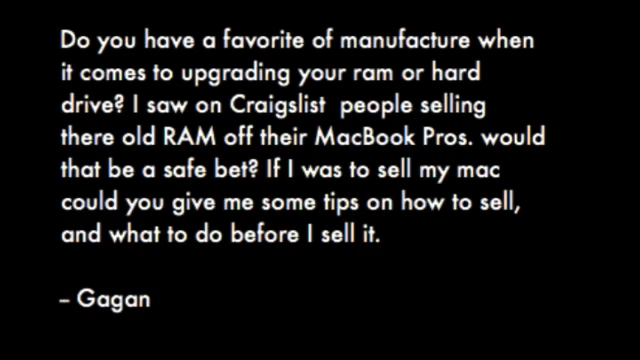 Do you have a favorite of manufacture when
it comes to upgrading your ram or hard
drive? I saw on Craigslist  people selling
there old RAM off their MacBook Pros. would
that be a safe bet? If I was to sell my mac
could you give me some tips on how to sell,
and what to do before I sell it.
– Gagan